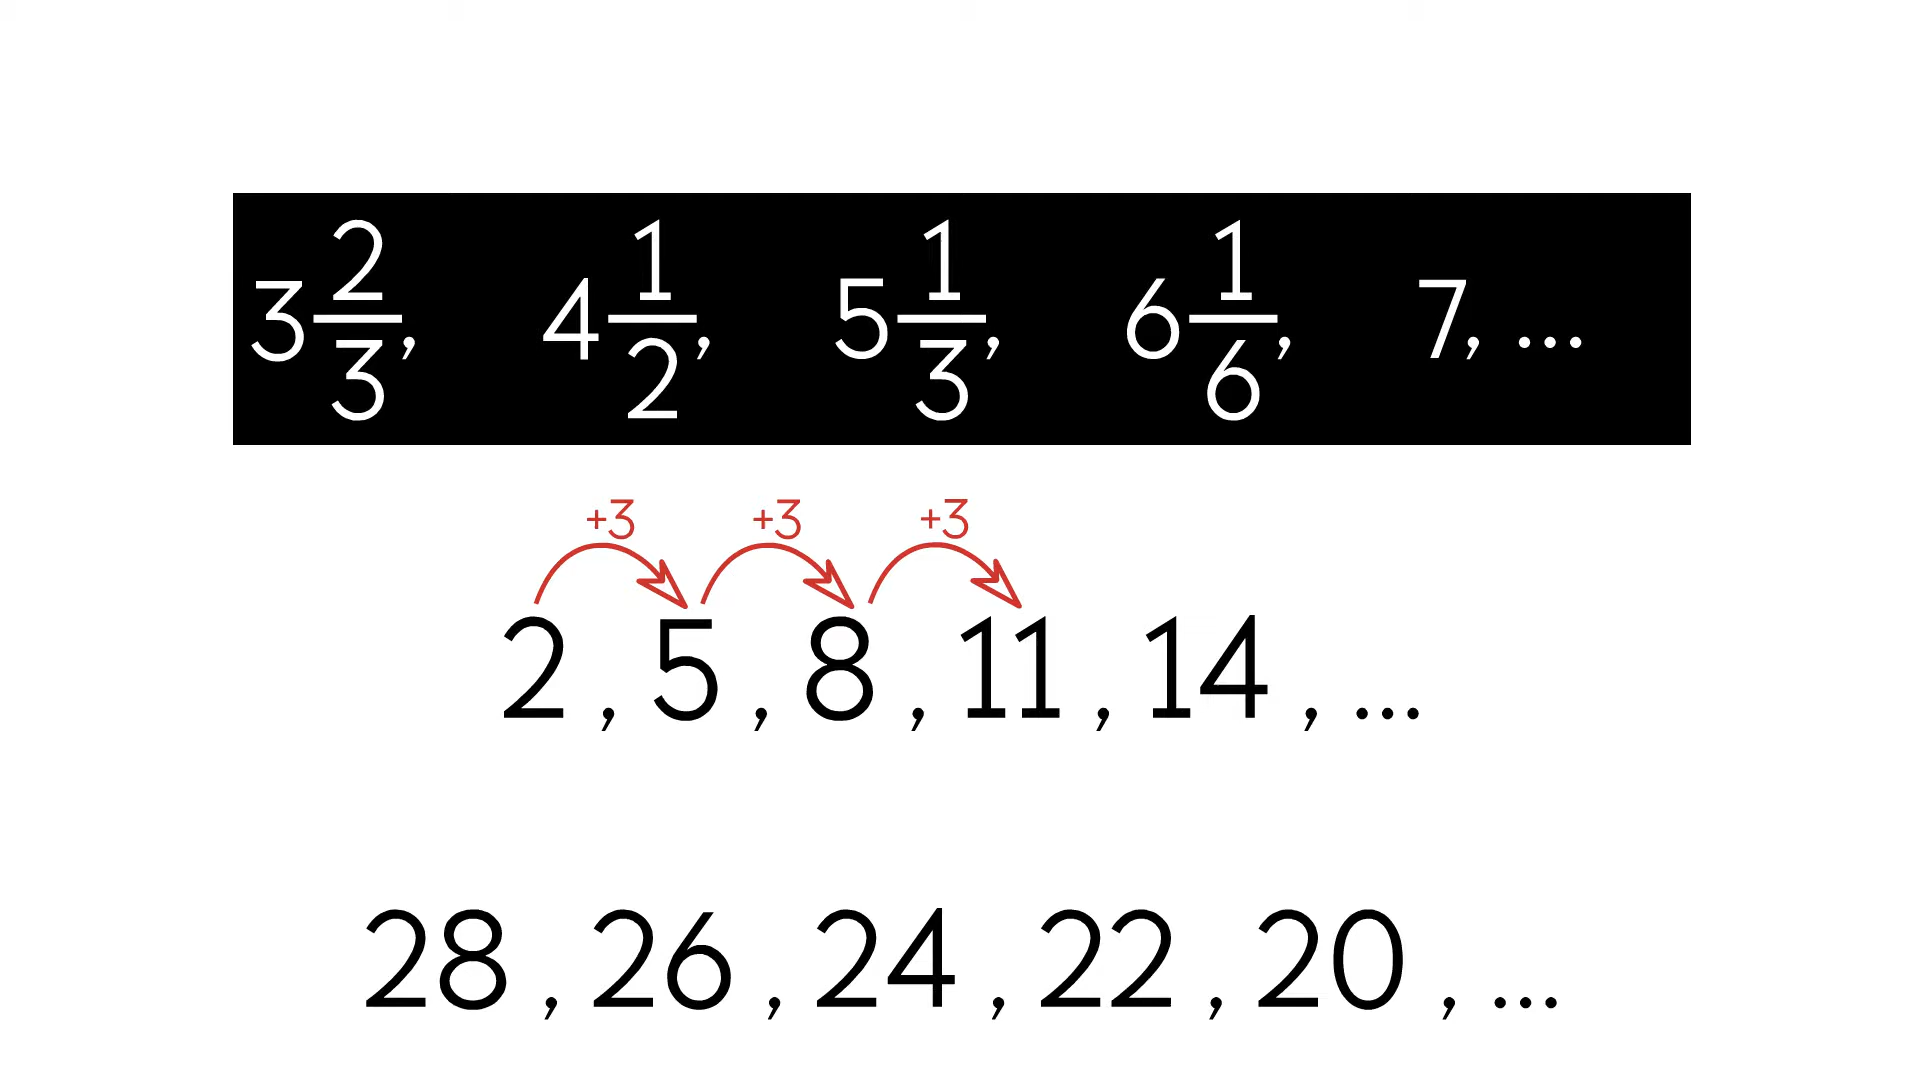 3 2/3, 4 1/2, 5 1/3, 6 1/6, 7, ...
+3 +3 +3
2 , 5 , 8 , 11 , 14 , ...
28 , 26 , 24 , 22 , 20 , ...